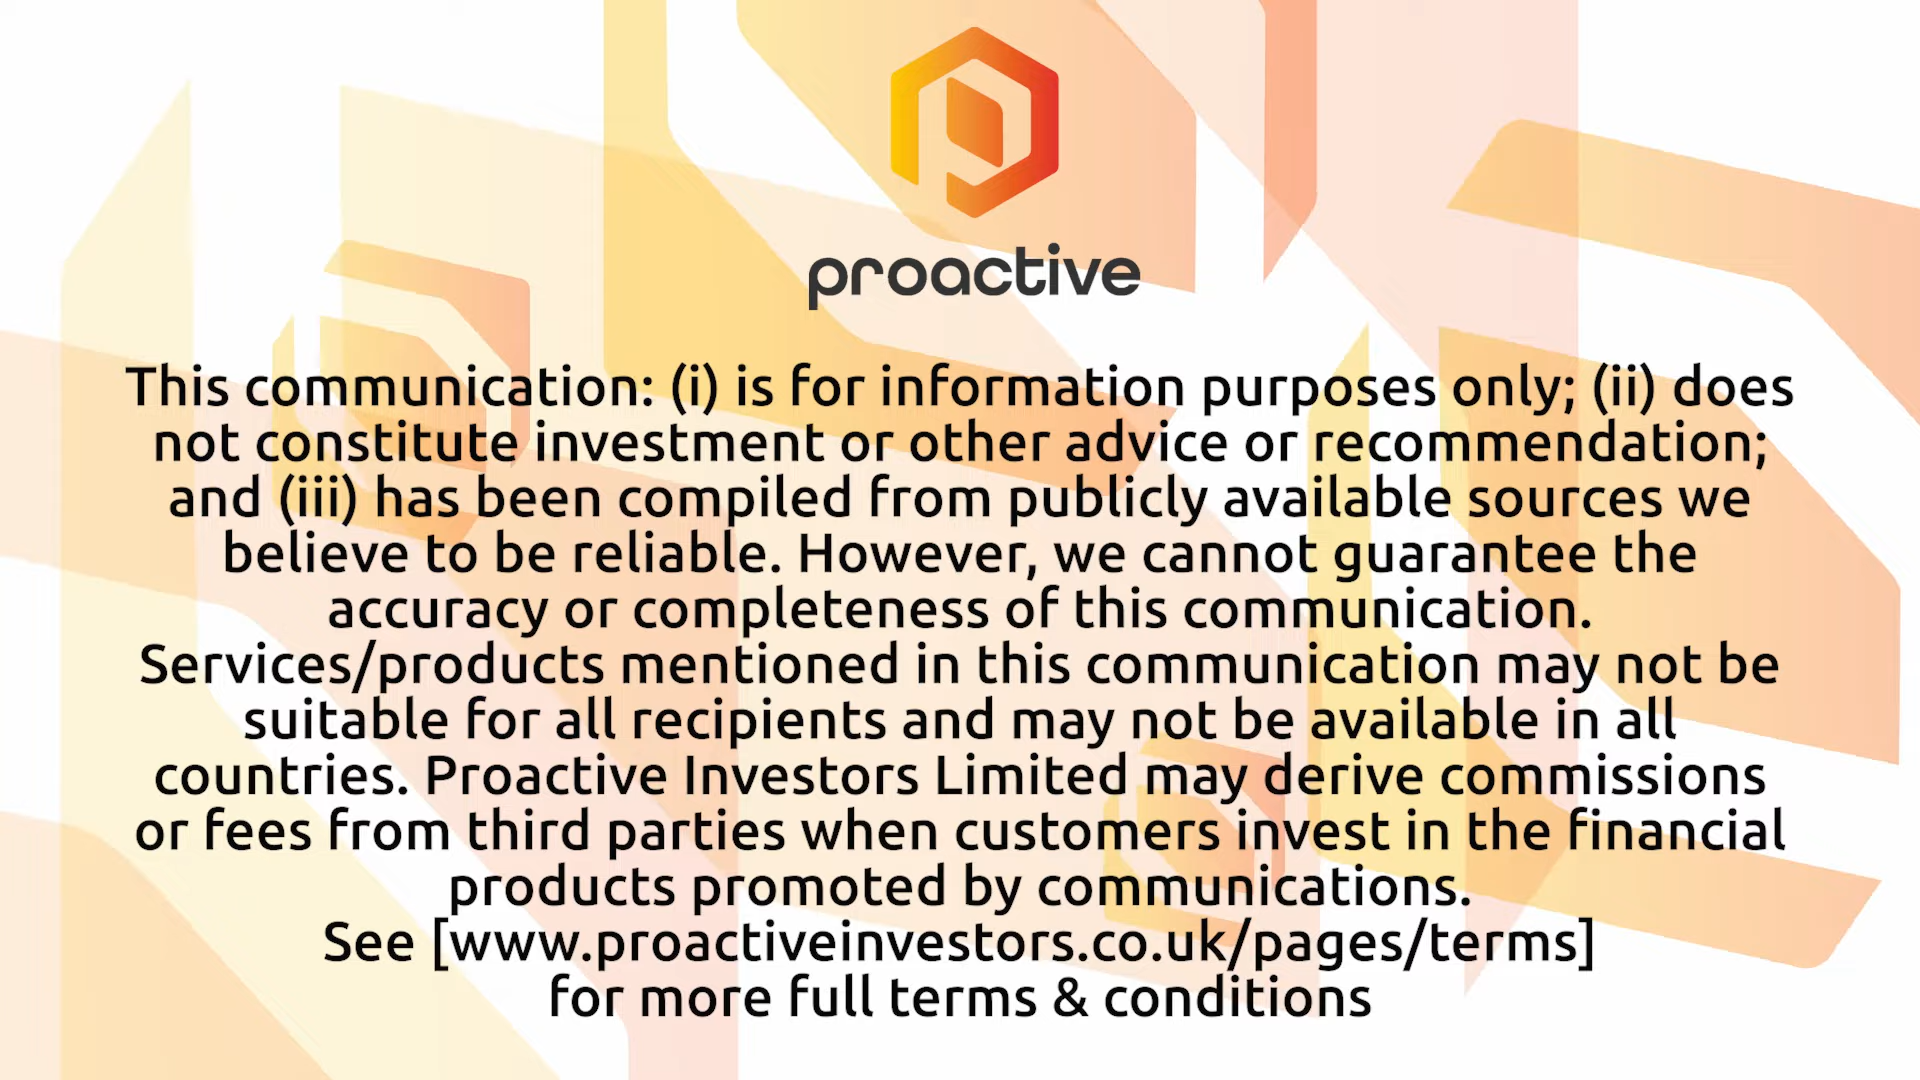 proactive
This communication: (i) is for information purposes only; (ii) does
not constitute investment or other advice or recommendation;
and (iii) has been compiled from publicly available sources we
believe to be reliable. However, we cannot guarantee the
accuracy or completeness of this communication.
Services/products mentioned in this communication may not be
suitable for all recipients and may not be available in all
countries. Proactive Investors Limited may derive commissions
or fees from third parties when customers invest in the financial
products promoted by communications.
See [www.proactiveinvestors.co.uk/pages/terms]
for more full terms & conditions